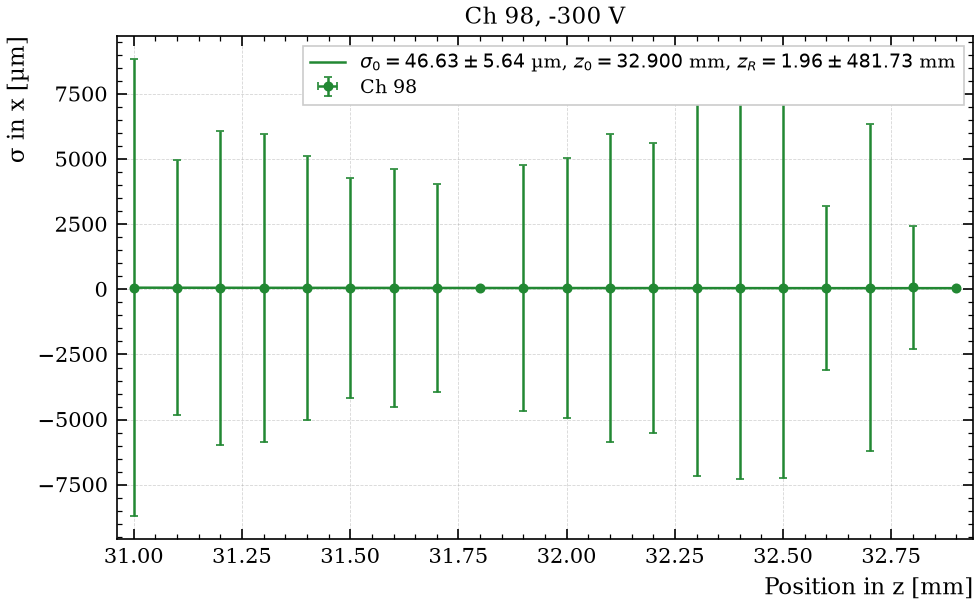 Ch 98, -300 V
σ in x [µm]
σ₀ = 46.63 ± 5.64 µm, z₀ = 32.900 mm, z_R = 1.96 ± 481.73 mm
Ch 98
7500
5000
2500
0
−2500
−5000
−7500
31.00 31.25 31.50 31.75 32.00 32.25 32.50 32.75
Position in z [mm]